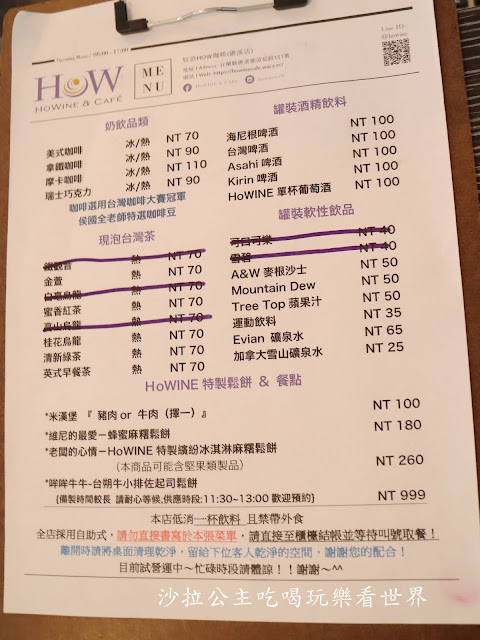 Opening Hours / 08:00 - 17:00
HOW
HOWINE & CAFÉ
MENU
Line ID
@howine
奶飲品類
美式咖啡 冰/熱 NT 70
拿鐵咖啡 冰/熱 NT 90
摩卡咖啡 冰/熱 NT 110
瑞士巧克力 冰/熱 NT 90
咖啡選用台灣咖啡大賽冠軍
侯國全老師特選咖啡豆
現泡台灣茶
鐵觀音 熱 NT 70
金萱 熱 NT 70
白毫烏龍 熱 NT 70
蜜香紅茶 熱 NT 70
高山烏龍 熱 NT 70
桂花烏龍 熱 NT 70
清新綠茶 熱 NT 70
英式早餐茶 熱 NT 70
罐裝酒精飲料
海尼根啤酒 NT 100
台灣啤酒 NT 100
Asahi 啤酒 NT 100
Kirin 啤酒 NT 100
HoWINE 單杯葡萄酒 NT 100
罐裝軟性飲品
可口可樂 NT 40
雪碧 NT 40
A&W 麥根沙士 NT 50
Mountain Dew NT 50
Tree Top 蘋果汁 NT 50
運動飲料 NT 35
Evian 礦泉水 NT 65
加拿大雪山礦泉水 NT 25
HoWINE 特製鬆餅 & 餐點
*米漢堡 『 豬肉 or 牛肉（擇一）』 NT 100
*維尼的最愛－蜂蜜麻糬鬆餅 NT 180
*老闆的心情－HoWINE 特製繽紛冰淇淋麻糬鬆餅
(本商品可能含堅果類製品) NT 260
*哞哞牛牛-台朔牛小排佐起司鬆餅
{備製時間較長 請耐心等候,供應時段:11:30~13:00 歡迎預約} NT 999
本店低消一杯飲料 且禁帶外食
全店採用自助式，請勿直接書寫於本張菜單，請直接至櫃檯結帳並等待叫號取餐！
離開時請將桌面清理乾淨，留給下位客人乾淨的空間，謝謝您的配合！
目前試營運中～忙碌時段請體諒！！謝謝～^^
沙拉公主吃喝玩樂看世界